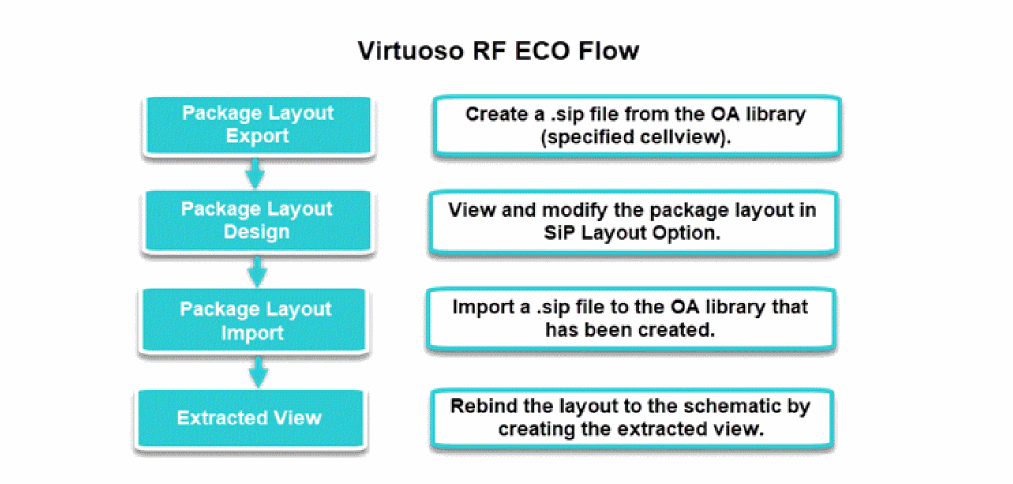 Virtuoso RF ECO Flow
Package Layout
Export
Create a .sip file from the OA library
(specified cellview).
Package Layout
Design
View and modify the package layout in
SiP Layout Option.
Package Layout
Import
Import a .sip file to the OA library that
has been created.
Extracted View
Rebind the layout to the schematic by
creating the extracted view.